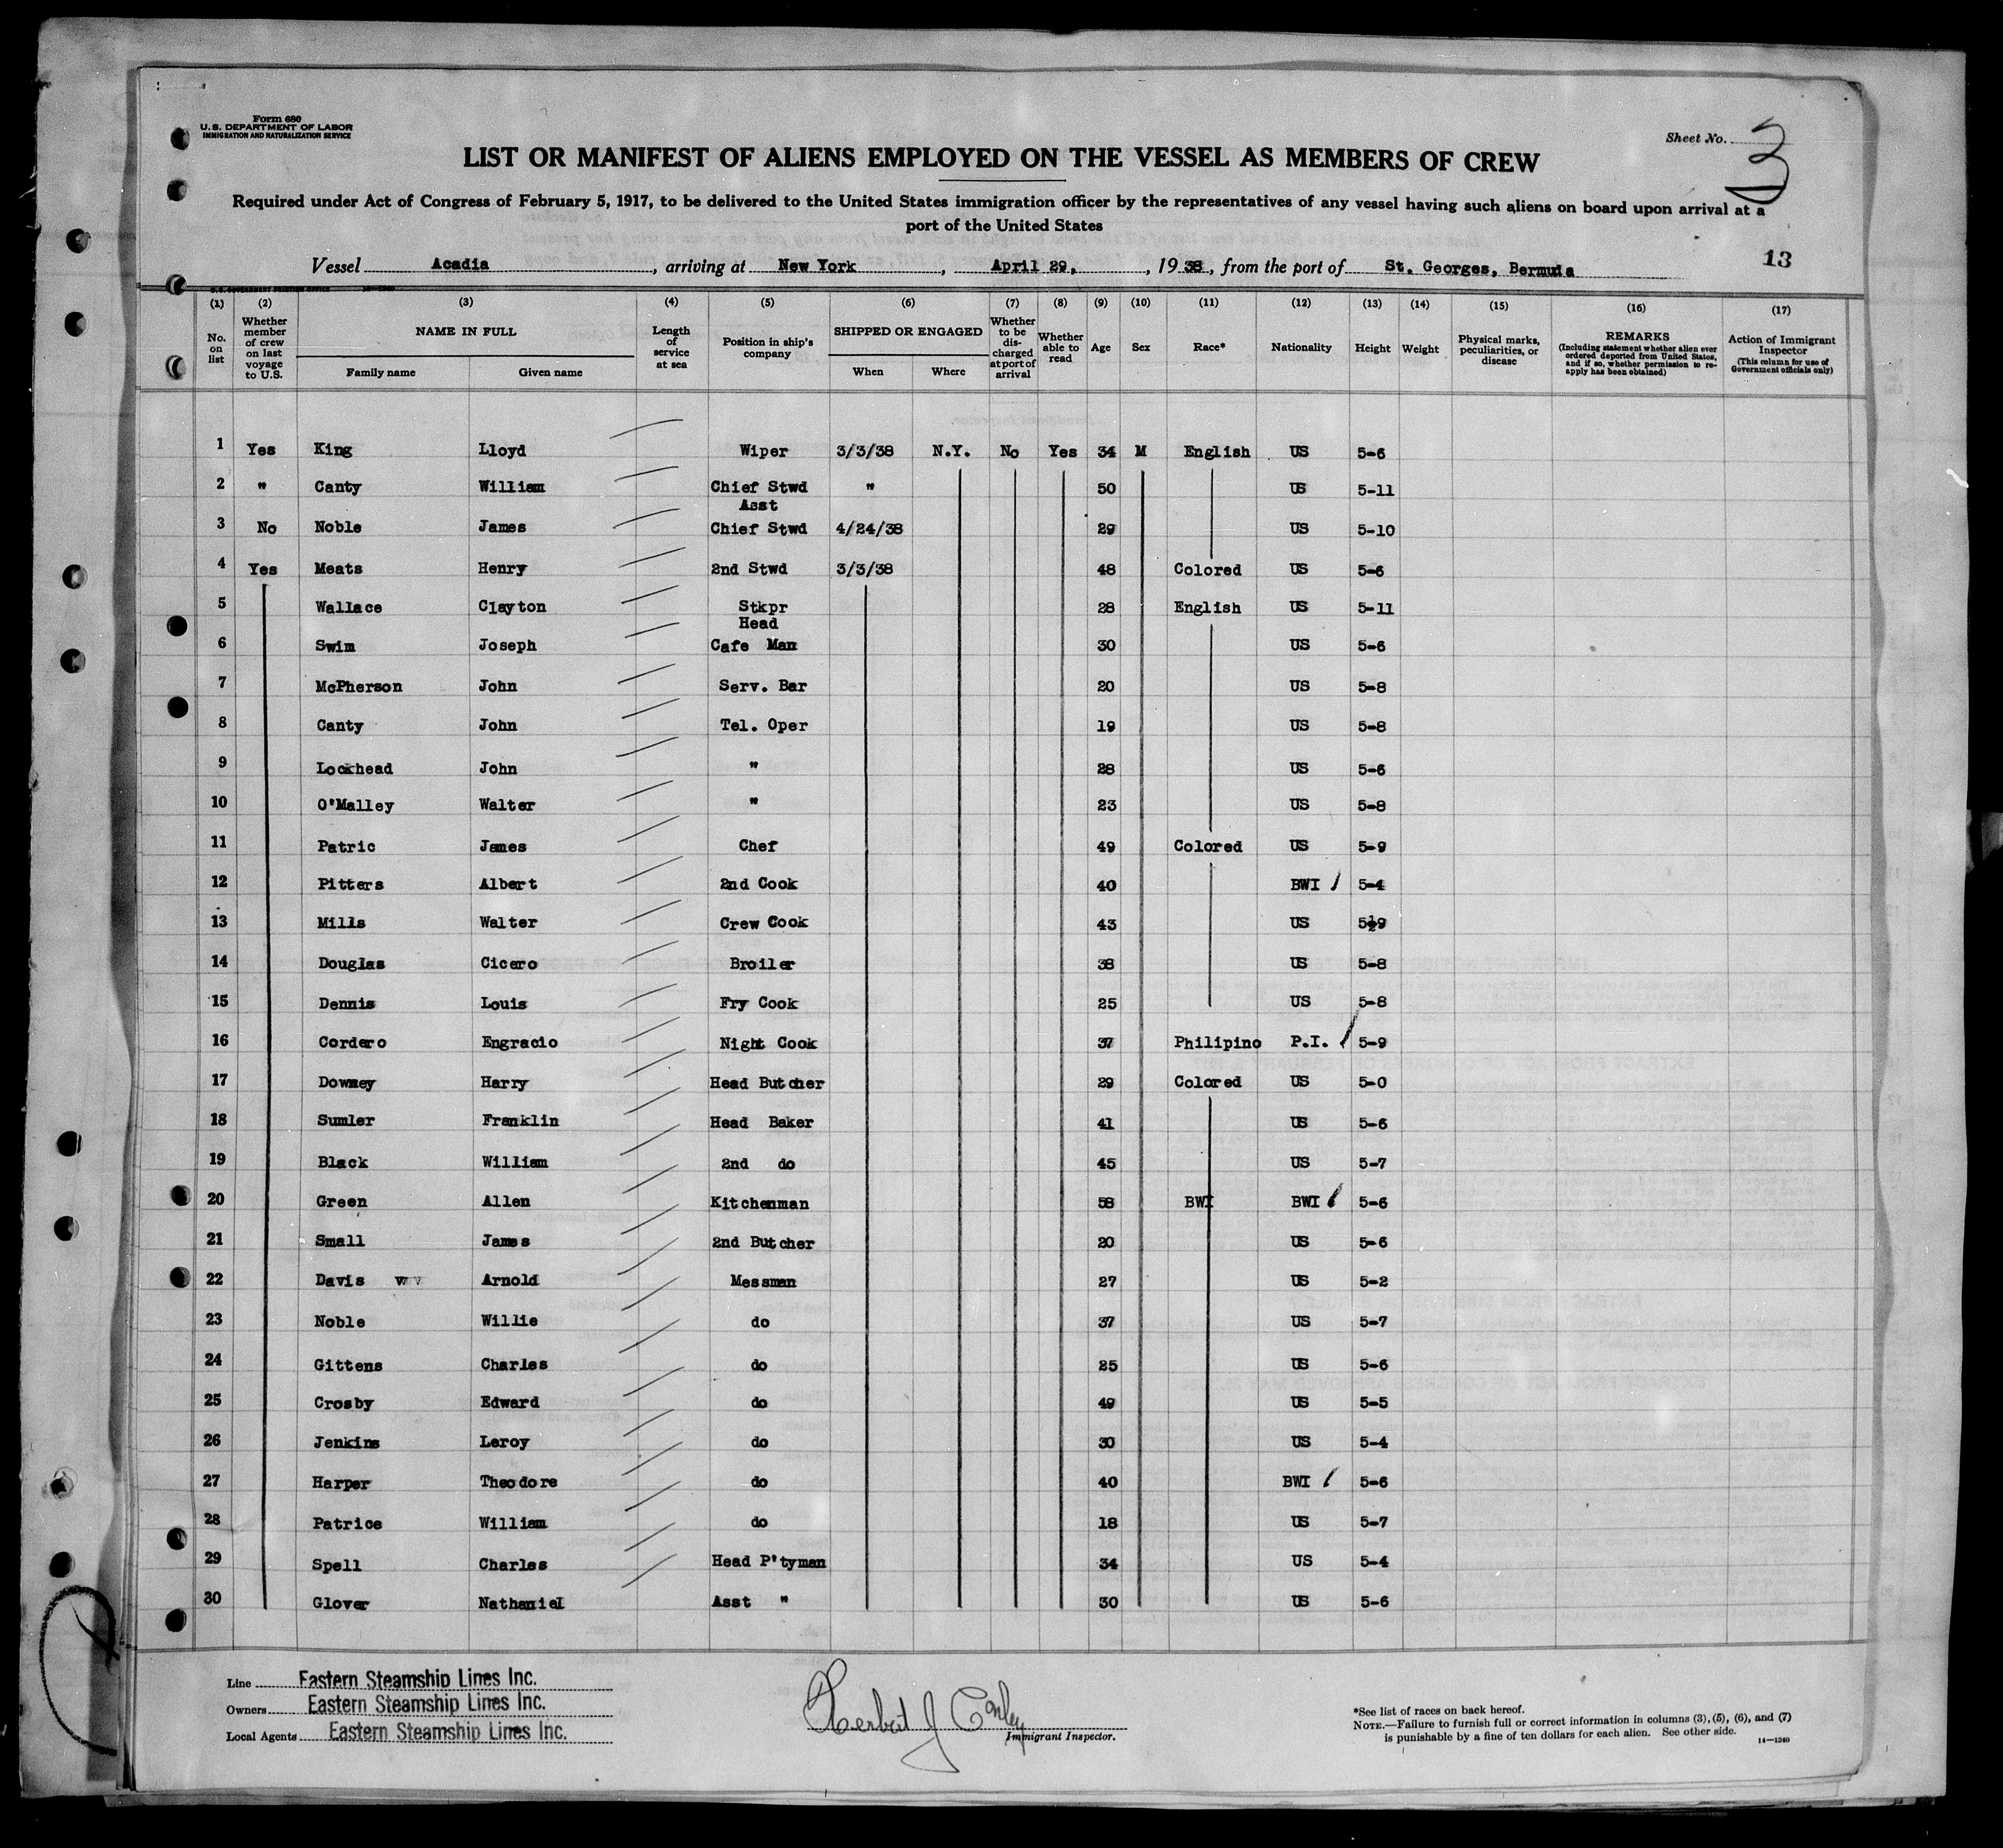 Form 680
U. S. DEPARTMENT OF LABOR
IMMIGRATION AND NATURALIZATION SERVICE
Sheet No. 3
LIST OR MANIFEST OF ALIENS EMPLOYED ON THE VESSEL AS MEMBERS OF CREW
Required under Act of Congress of February 5, 1917, to be delivered to the United States immigration officer by the representatives of any vessel having such aliens on board upon arrival at a
port of the United States
13
Vessel Acadia, arriving at New York, April 29, 1938, from the port of St. Georges, Bermuda
(1) (2) (3) (4) (5) (6) (7) (8) (9) (10) (11) (12) (13) (14) (15) (16) (17)
No. on list
Whether member of crew on last voyage to U.S.
NAME IN FULL
Family name Given name
Length of service at sea
Position in ship's company
SHIPPED OR ENGAGED
When Where
Whether to be dis-charged at port of arrival
Whether able to read
Age
Sex
Race*
Nationality
Height
Weight
Physical marks, peculiarities, or disease
REMARKS
(Including statement whether alien ever ordered deported from United States, and if so, whether permission to re-apply has been obtained)
Action of Immigrant Inspector
(This column for use of Government officials only)
1 Yes King Lloyd Wiper 3/3/38 N.Y. No Yes 34 M English US 5-6
2 " Canty William Chief Stwd " 50 US 5-11
3 No Noble James Asst Chief Stwd 4/24/38 29 US 5-10
4 Yes Meats Henry 2nd Stwd 3/3/38 48 Colored US 5-6
5 Wallace Clayton Stkpr 28 English US 5-11
6 Swim Joseph Head Cafe Man 30 US 5-6
7 McPherson John Serv. Bar 20 US 5-8
8 Canty John Tel. Oper 19 US 5-8
9 Lockhead John " 28 US 5-6
10 O'Malley Walter " 23 US 5-8
11 Patric James Chef 49 Colored US 5-9
12 Pitters Albert 2nd Cook 40 BWI 5-4
13 Mills Walter Crew Cook 43 US 5½9
14 Douglas Cicero Broiler 38 US 5-8
15 Dennis Louis Fry Cook 25 US 5-8
16 Cordero Engracio Night Cook 37 Philipino P.I. 5-9
17 Downey Harry Head Butcher 29 Colored US 5-0
18 Sumler Franklin Head Baker 41 US 5-6
19 Black William 2nd do 45 US 5-7
20 Green Allen Kitchenman 58 BWI BWI 5-6
21 Small James 2nd Butcher 20 US 5-6
22 Davis Arnold Messman 27 US 5-2
23 Noble Willie do 37 US 5-7
24 Gittens Charles do 25 US 5-6
25 Crosby Edward do 49 US 5-5
26 Jenkins Leroy do 30 US 5-4
27 Harper Theodore do 40 BWI 5-6
28 Patrice William do 18 US 5-7
29 Spell Charles Head P'tyman 34 US 5-4
30 Glover Nathaniel Asst " 30 US 5-6
Line Eastern Steamship Lines Inc.
Owners Eastern Steamship Lines Inc.
Local Agents Eastern Steamship Lines Inc.
Herbert J Conley
Immigrant Inspector.
*See list of races on back hereof.
NOTE.—Failure to furnish full or correct information in columns (3), (5), (6), and (7)
is punishable by a fine of ten dollars for each alien. See other side.
14—1240